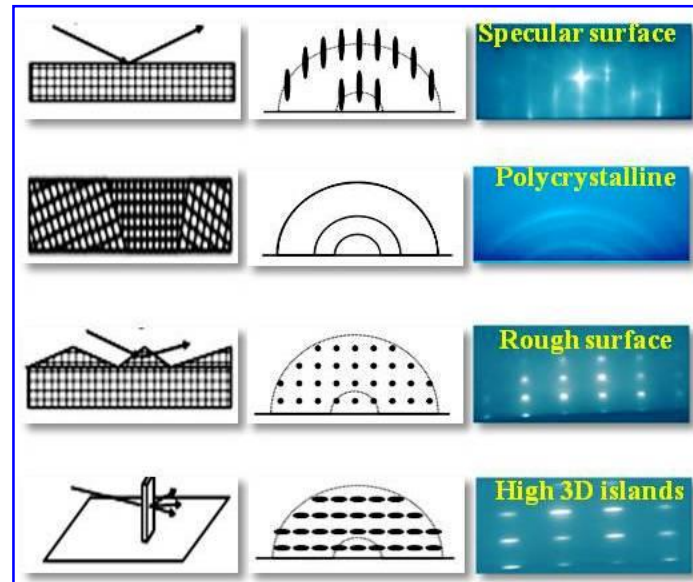 Specular surface
Polycrystalline
Rough surface
High 3D islands